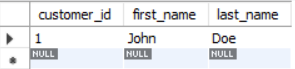 customer_id first_name last_name
1 John Doe
NULL NULL NULL